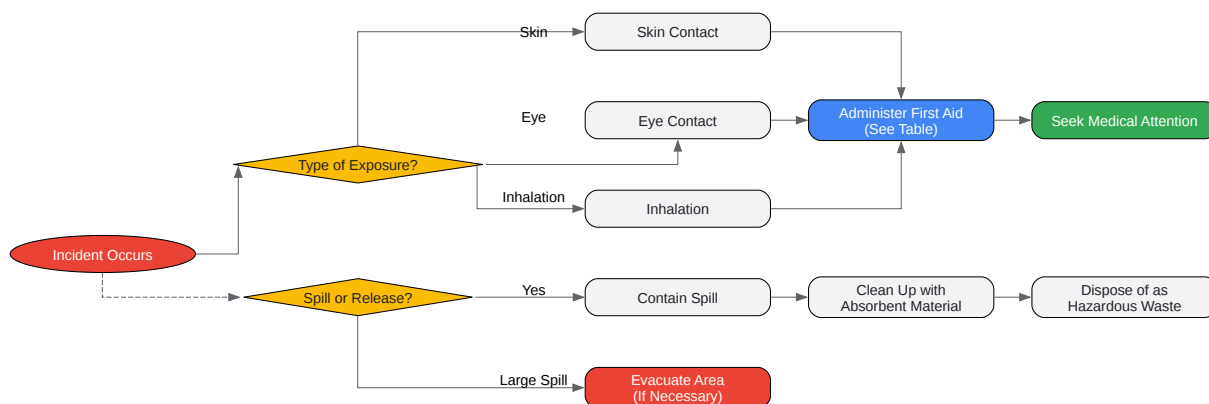 Skin
Skin Contact
Eye
Eye Contact
Administer First Aid
(See Table)
Seek Medical Attention
Type of Exposure?
Inhalation
Inhalation
Incident Occurs
Spill or Release?
Yes
Contain Spill
Clean Up with
Absorbent Material
Dispose of as
Hazardous Waste
Large Spill
Evacuate Area
(If Necessary)